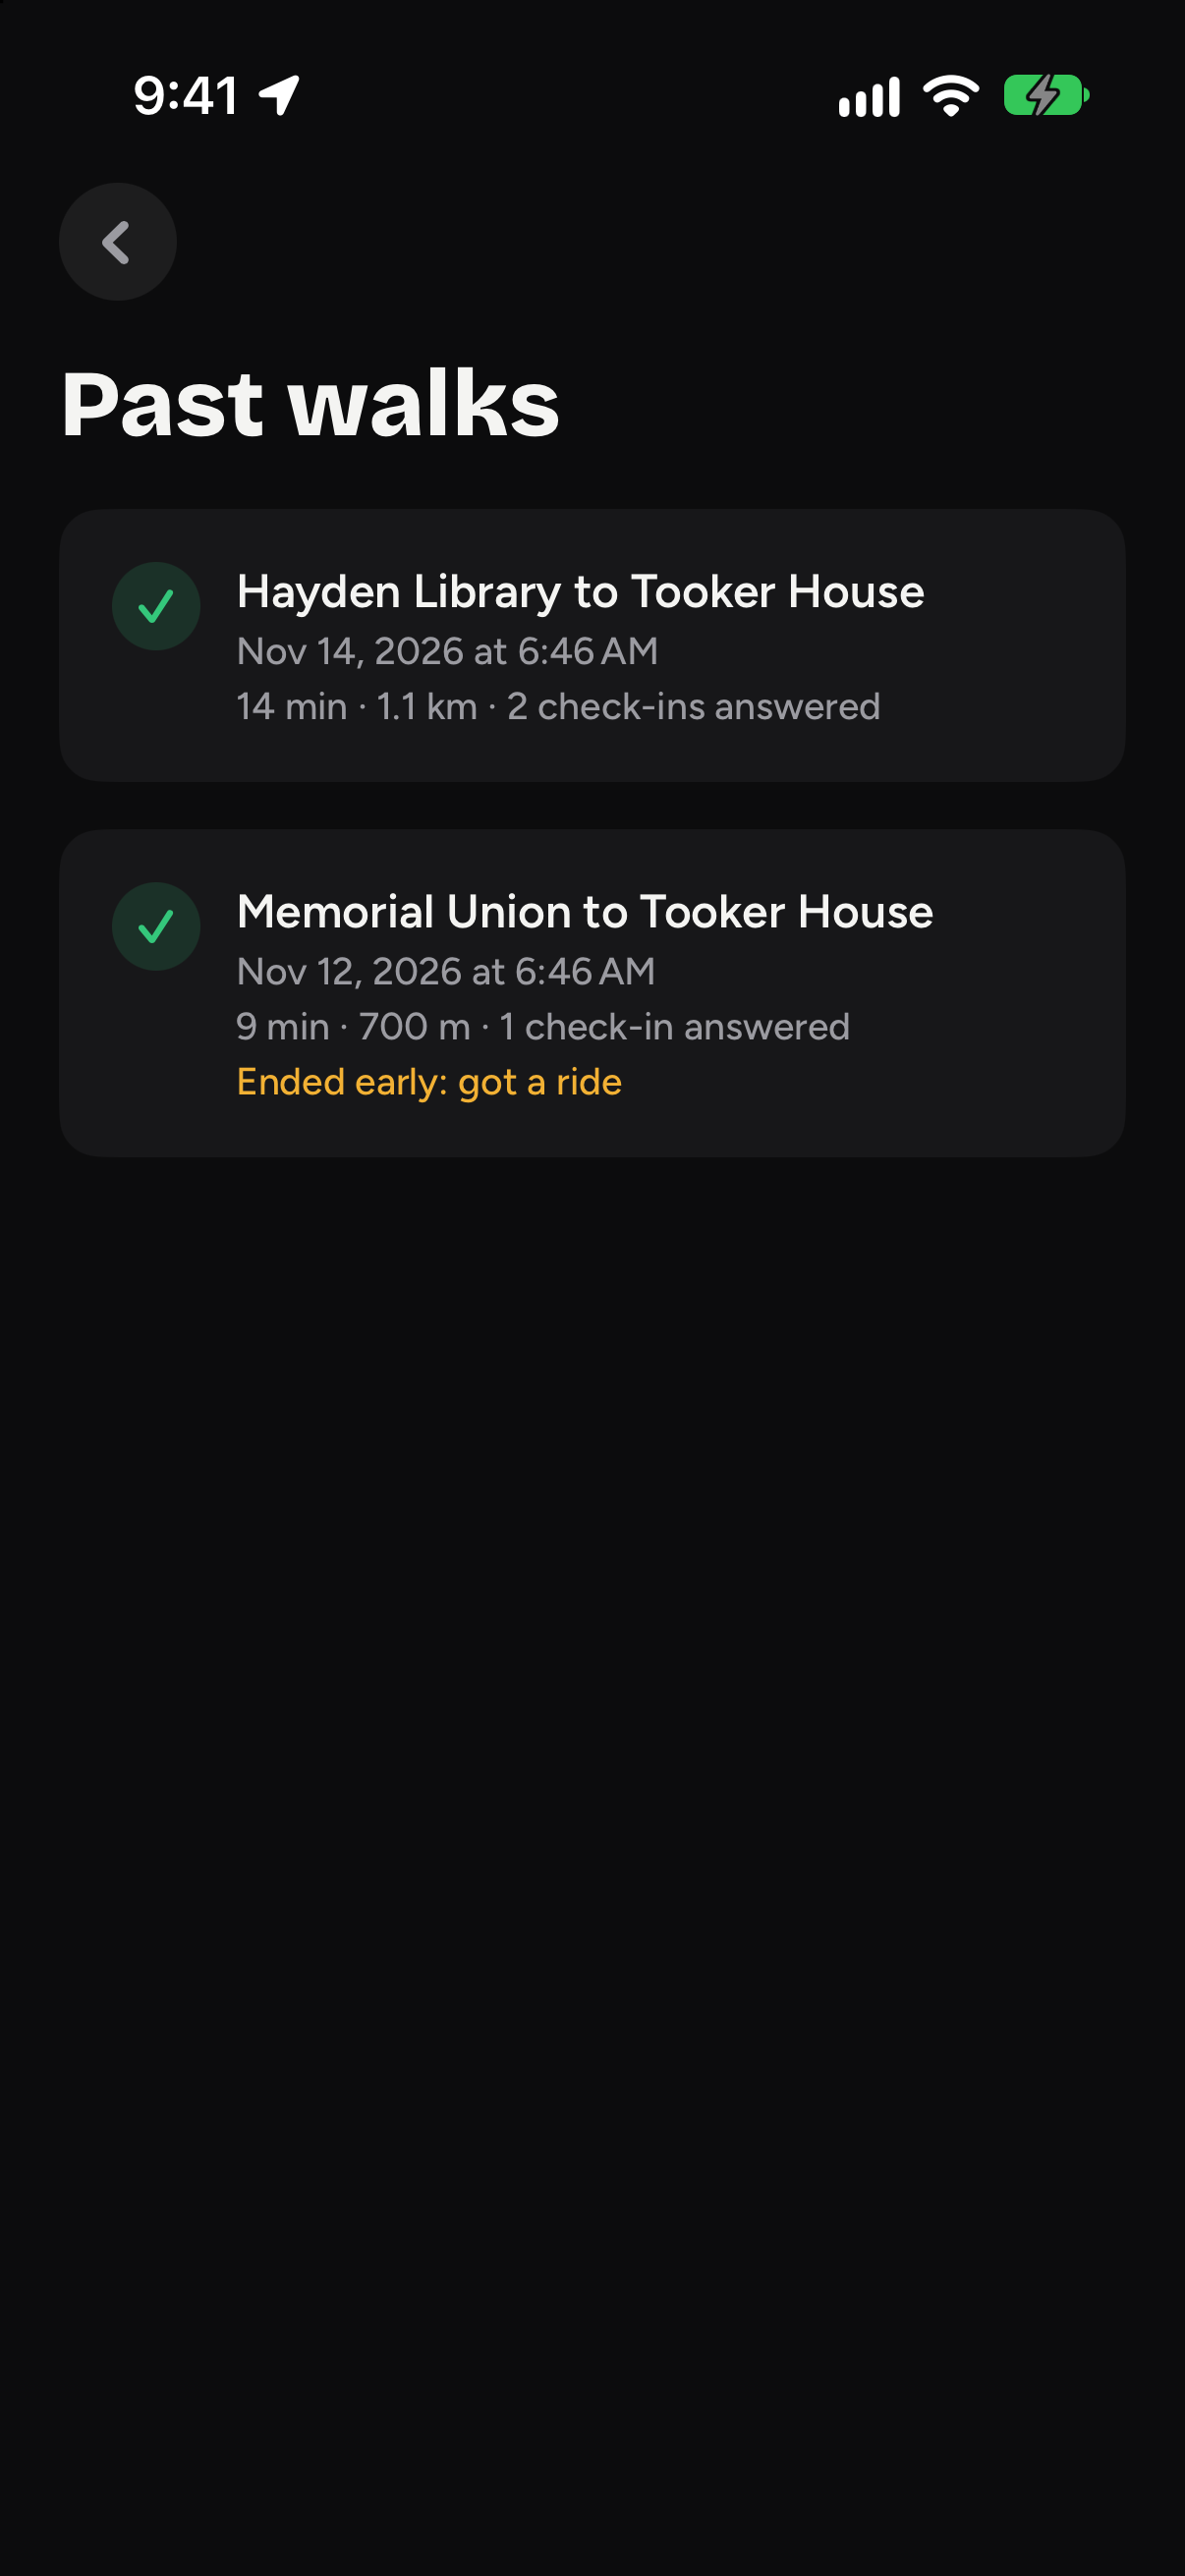 9:41
Past walks
Hayden Library to Tooker House
Nov 14, 2026 at 6:46 AM
14 min · 1.1 km · 2 check-ins answered
Memorial Union to Tooker House
Nov 12, 2026 at 6:46 AM
9 min · 700 m · 1 check-in answered
Ended early: got a ride